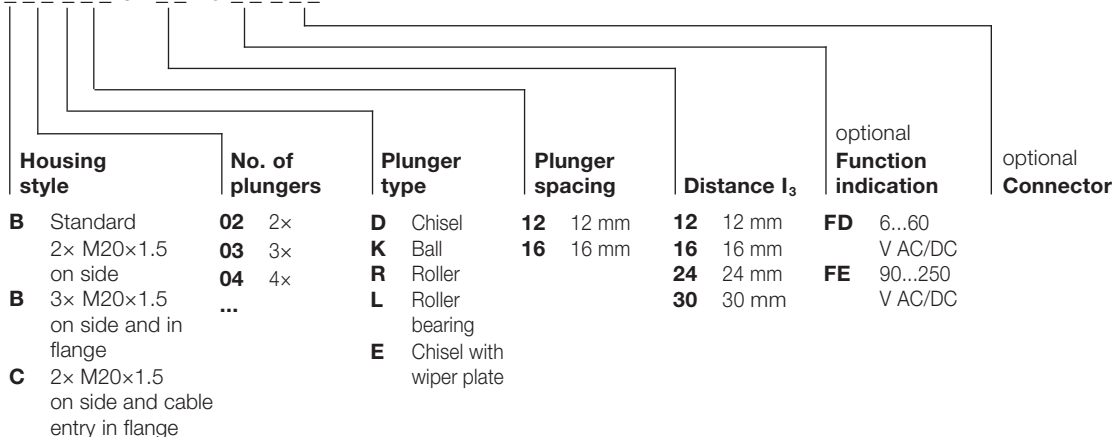 Housing
style
B Standard
2× M20×1.5
on side
B 3× M20×1.5
on side and in
flange
C 2× M20×1.5
on side and cable
entry in flange
No. of
plungers
02 2×
03 3×
04 4×
...
Plunger
type
D Chisel
K Ball
R Roller
L Roller
bearing
E Chisel with
wiper plate
Plunger
spacing
12 12 mm
16 16 mm
Distance I₃
12 12 mm
16 16 mm
24 24 mm
30 30 mm
optional
Function
indication
FD 6...60
V AC/DC
FE 90...250
V AC/DC
optional
Connector